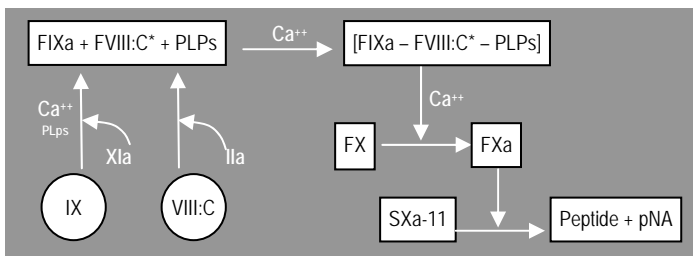 FIXa + FVIII:C* + PLPs
Ca++
[FIXa – FVIII:C* – PLPs]
Ca++
PLps
XIa
IIa
Ca++
FX
FXa
IX
VIII:C
SXa-11
Peptide + pNA